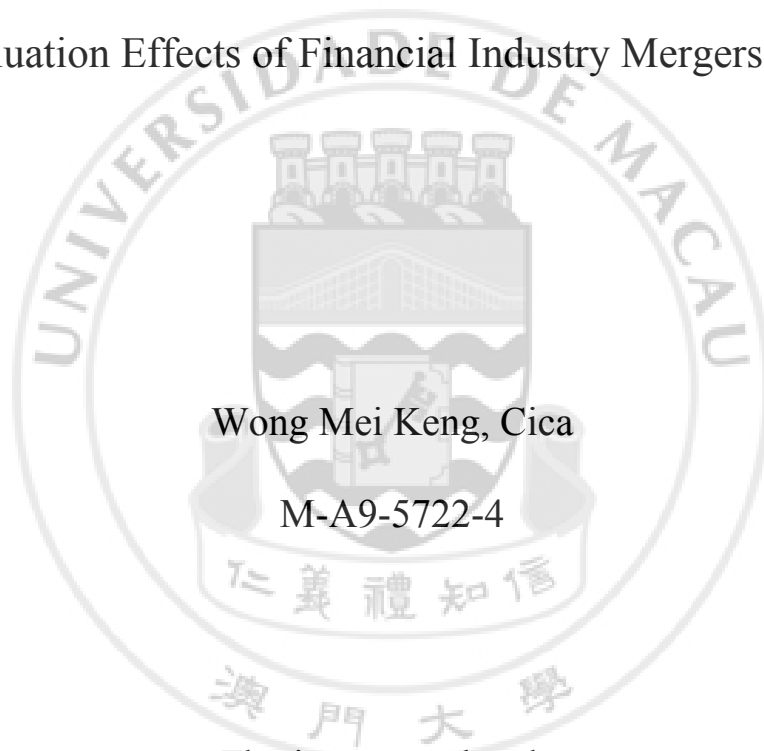 Effects of Financial Industry Mergers
UNIVERSIDADE DE MACAU
Wong Mei Keng, Cica
M-A9-5722-4
仁義禮知信
澳門大學